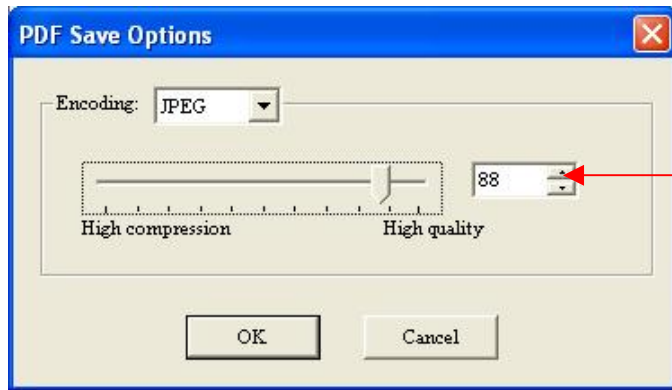 PDF Save Options
Encoding: JPEG
88
High compression High quality
OK Cancel